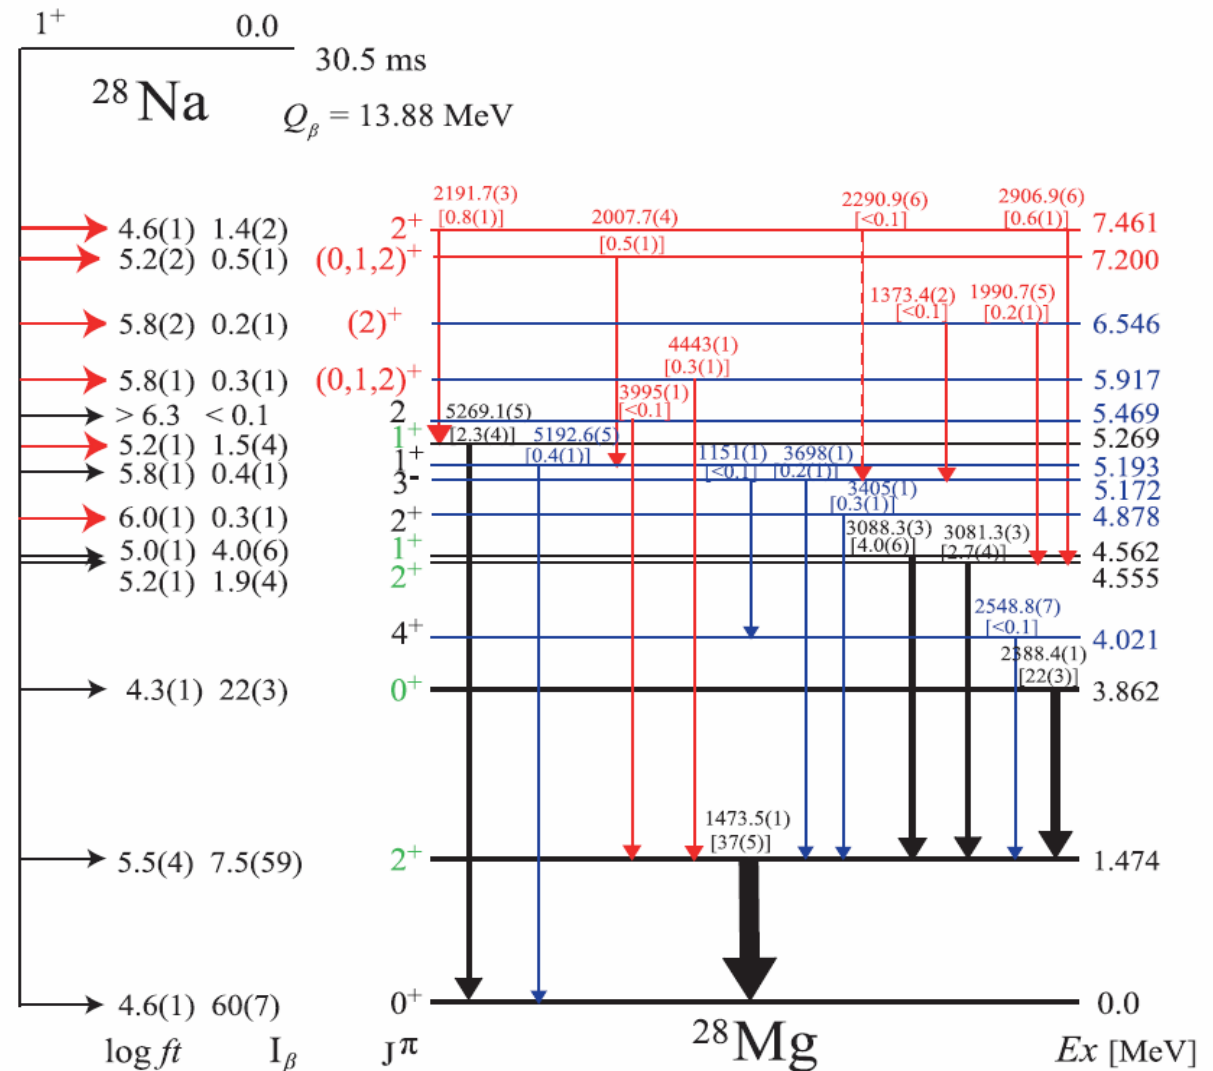 1⁺ 0.0
30.5 ms
²⁸Na
Qᵦ = 13.88 MeV
2191.7(3) 2290.9(6) 2906.9(6)
[0.8(1)] 2007.7(4) [<0.1] [0.6(1)]
4.6(1) 1.4(2) 2⁺ 7.461
[0.5(1)]
5.2(2) 0.5(1) (0,1,2)⁺ 7.200
1373.4(2) 1990.7(5)
[<0.1] [0.2(1)]
5.8(2) 0.2(1) (2)⁺ 6.546
4443(1)
[0.3(1)]
5.8(1) 0.3(1) (0,1,2)⁺ 5.917
3995(1)
[<0.1]
> 6.3 < 0.1 2 5.469
5269.1(5)
[2.3(4)] 5192.6(5)
5.2(1) 1.5(4) 1⁺ 5.269
[0.4(1)] 1151(1) 3698(1)
5.8(1) 0.4(1) 1⁺ 5.193
[<0.1] [0.2(1)]
3⁻ 5.172
3405(1)
[0.3(1)]
6.0(1) 0.3(1) 2⁺ 4.878
3088.3(3) 3081.3(3)
[4.0(6)] [2.7(4)]
5.0(1) 4.0(6) 1⁺ 4.562
5.2(1) 1.9(4) 2⁺ 4.555
2548.8(7)
[<0.1]
4⁺ 4.021
2388.4(1)
[22(3)]
4.3(1) 22(3) 0⁺ 3.862
1473.5(1)
[37(5)]
5.5(4) 7.5(59) 2⁺ 1.474
4.6(1) 60(7) 0⁺ 0.0
log ft Iᵦ Jᵖⁱ ²⁸Mg Ex [MeV]